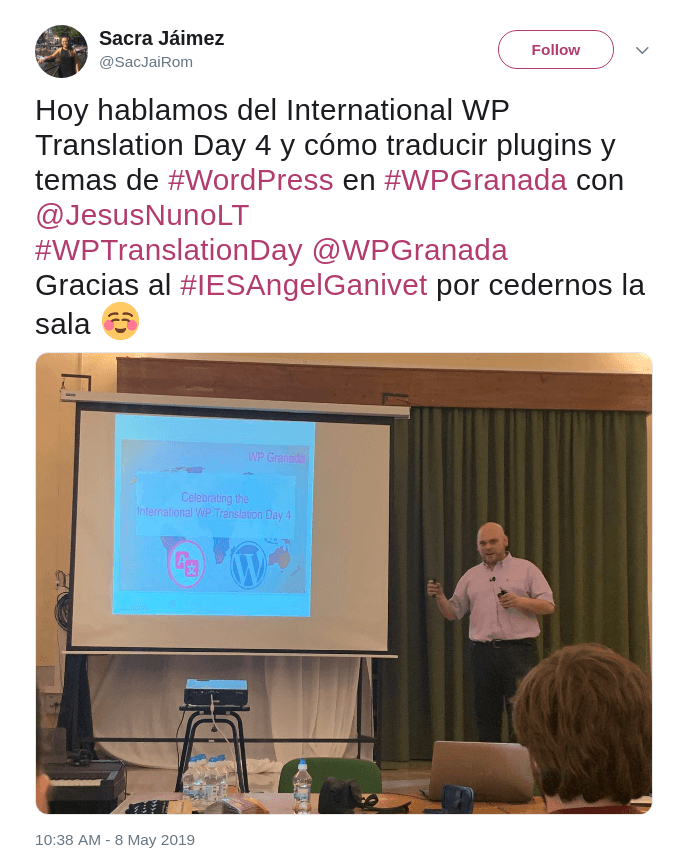 Sacra Jáimez
@SacJaiRom
Follow
Hoy hablamos del International WP
Translation Day 4 y cómo traducir plugins y
temas de #WordPress en #WPGranada con
@JesusNunoLT
#WPTranslationDay @WPGranada
Gracias al #IESAngelGanivet por cedernos la
sala
WP Granada
Celebrating the
International WP Translation Day 4
10:38 AM - 8 May 2019